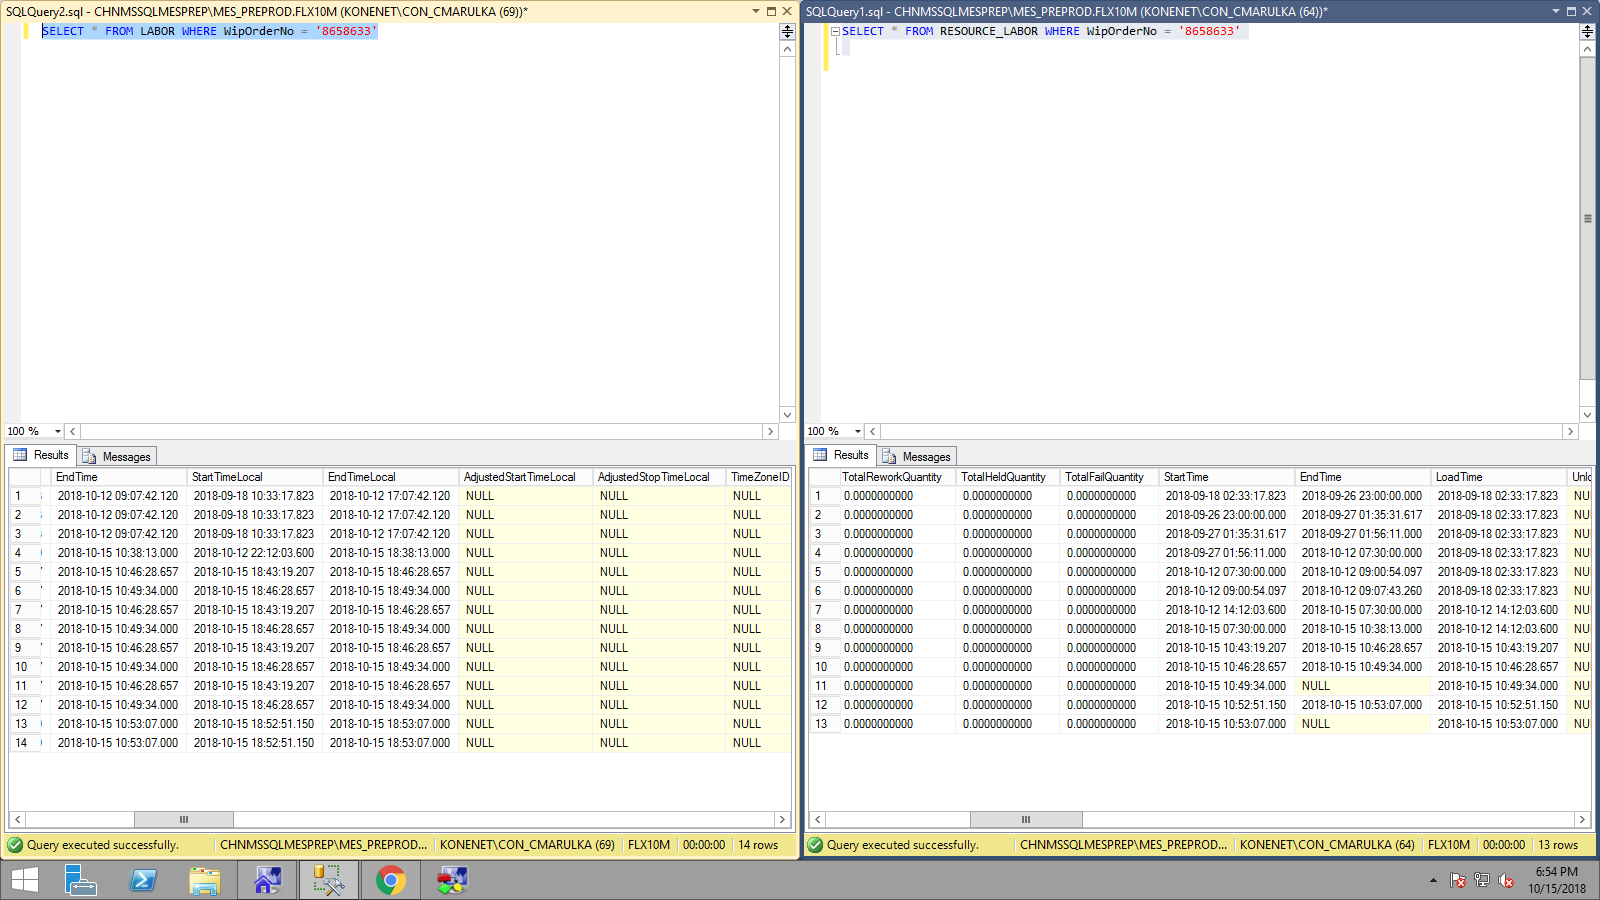 SQLQuery2.sql - CHNMSSQLMESPREP\MES_PREPROD.FLX10M (KONENET\CON_CMARULKA (69))*
SELECT * FROM LABOR WHERE WipOrderNo = '8658633'
100 %
Results Messages
EndTime StartTimeLocal EndTimeLocal AdjustedStartTimeLocal AdjustedStopTimeLocal TimeZoneID
1 2018-10-12 09:07:42.120 2018-09-18 10:33:17.823 2018-10-12 17:07:42.120 NULL NULL NULL
2 2018-10-12 09:07:42.120 2018-09-18 10:33:17.823 2018-10-12 17:07:42.120 NULL NULL NULL
3 2018-10-12 09:07:42.120 2018-09-18 10:33:17.823 2018-10-12 17:07:42.120 NULL NULL NULL
4 2018-10-15 10:38:13.000 2018-10-12 22:12:03.600 2018-10-15 18:38:13.000 NULL NULL NULL
5 2018-10-15 10:46:28.657 2018-10-15 18:43:19.207 2018-10-15 18:46:28.657 NULL NULL NULL
6 2018-10-15 10:49:34.000 2018-10-15 18:46:28.657 2018-10-15 18:49:34.000 NULL NULL NULL
7 2018-10-15 10:46:28.657 2018-10-15 18:43:19.207 2018-10-15 18:46:28.657 NULL NULL NULL
8 2018-10-15 10:49:34.000 2018-10-15 18:46:28.657 2018-10-15 18:49:34.000 NULL NULL NULL
9 2018-10-15 10:46:28.657 2018-10-15 18:43:19.207 2018-10-15 18:46:28.657 NULL NULL NULL
10 2018-10-15 10:49:34.000 2018-10-15 18:46:28.657 2018-10-15 18:49:34.000 NULL NULL NULL
11 2018-10-15 10:46:28.657 2018-10-15 18:43:19.207 2018-10-15 18:46:28.657 NULL NULL NULL
12 2018-10-15 10:49:34.000 2018-10-15 18:46:28.657 2018-10-15 18:49:34.000 NULL NULL NULL
13 2018-10-15 10:53:07.000 2018-10-15 18:52:51.150 2018-10-15 18:53:07.000 NULL NULL NULL
14 2018-10-15 10:53:07.000 2018-10-15 18:52:51.150 2018-10-15 18:53:07.000 NULL NULL NULL
Query executed successfully. CHNMSSQLMESPREP\MES_PREPROD... KONENET\CON_CMARULKA (69) FLX10M 00:00:00 14 rows
SQLQuery1.sql - CHNMSSQLMESPREP\MES_PREPROD.FLX10M (KONENET\CON_CMARULKA (64))*
SELECT * FROM RESOURCE_LABOR WHERE WipOrderNo = '8658633'
100 %
Results Messages
TotalReworkQuantity TotalHeldQuantity TotalFailQuantity StartTime EndTime LoadTime Unlo
1 0.0000000000 0.0000000000 0.0000000000 2018-09-18 02:33:17.823 2018-09-26 23:00:00.000 2018-09-18 02:33:17.823 NU
2 0.0000000000 0.0000000000 0.0000000000 2018-09-26 23:00:00.000 2018-09-27 01:35:31.617 2018-09-18 02:33:17.823 NU
3 0.0000000000 0.0000000000 0.0000000000 2018-09-27 01:35:31.617 2018-09-27 01:56:11.000 2018-09-18 02:33:17.823 NU
4 0.0000000000 0.0000000000 0.0000000000 2018-09-27 01:56:11.000 2018-10-12 07:30:00.000 2018-09-18 02:33:17.823 NU
5 0.0000000000 0.0000000000 0.0000000000 2018-10-12 07:30:00.000 2018-10-12 09:00:54.097 2018-09-18 02:33:17.823 NU
6 0.0000000000 0.0000000000 0.0000000000 2018-10-12 09:00:54.097 2018-10-12 09:07:43.260 2018-09-18 02:33:17.823 NU
7 0.0000000000 0.0000000000 0.0000000000 2018-10-12 14:12:03.600 2018-10-15 07:30:00.000 2018-10-12 14:12:03.600 NU
8 0.0000000000 0.0000000000 0.0000000000 2018-10-15 07:30:00.000 2018-10-15 10:38:13.000 2018-10-12 14:12:03.600 NU
9 0.0000000000 0.0000000000 0.0000000000 2018-10-15 10:43:19.207 2018-10-15 10:46:28.657 2018-10-15 10:43:19.207 NU
10 0.0000000000 0.0000000000 0.0000000000 2018-10-15 10:46:28.657 2018-10-15 10:49:34.000 2018-10-15 10:46:28.657 NU
11 0.0000000000 0.0000000000 0.0000000000 2018-10-15 10:49:34.000 NULL 2018-10-15 10:49:34.000 NU
12 0.0000000000 0.0000000000 0.0000000000 2018-10-15 10:52:51.150 2018-10-15 10:53:07.000 2018-10-15 10:52:51.150 NU
13 0.0000000000 0.0000000000 0.0000000000 2018-10-15 10:53:07.000 NULL 2018-10-15 10:53:07.000 NU
Query executed successfully. CHNMSSQLMESPREP\MES_PREP... KONENET\CON_CMARULKA (64) FLX10M 00:00:00 13 rows
6:54 PM
10/15/2018